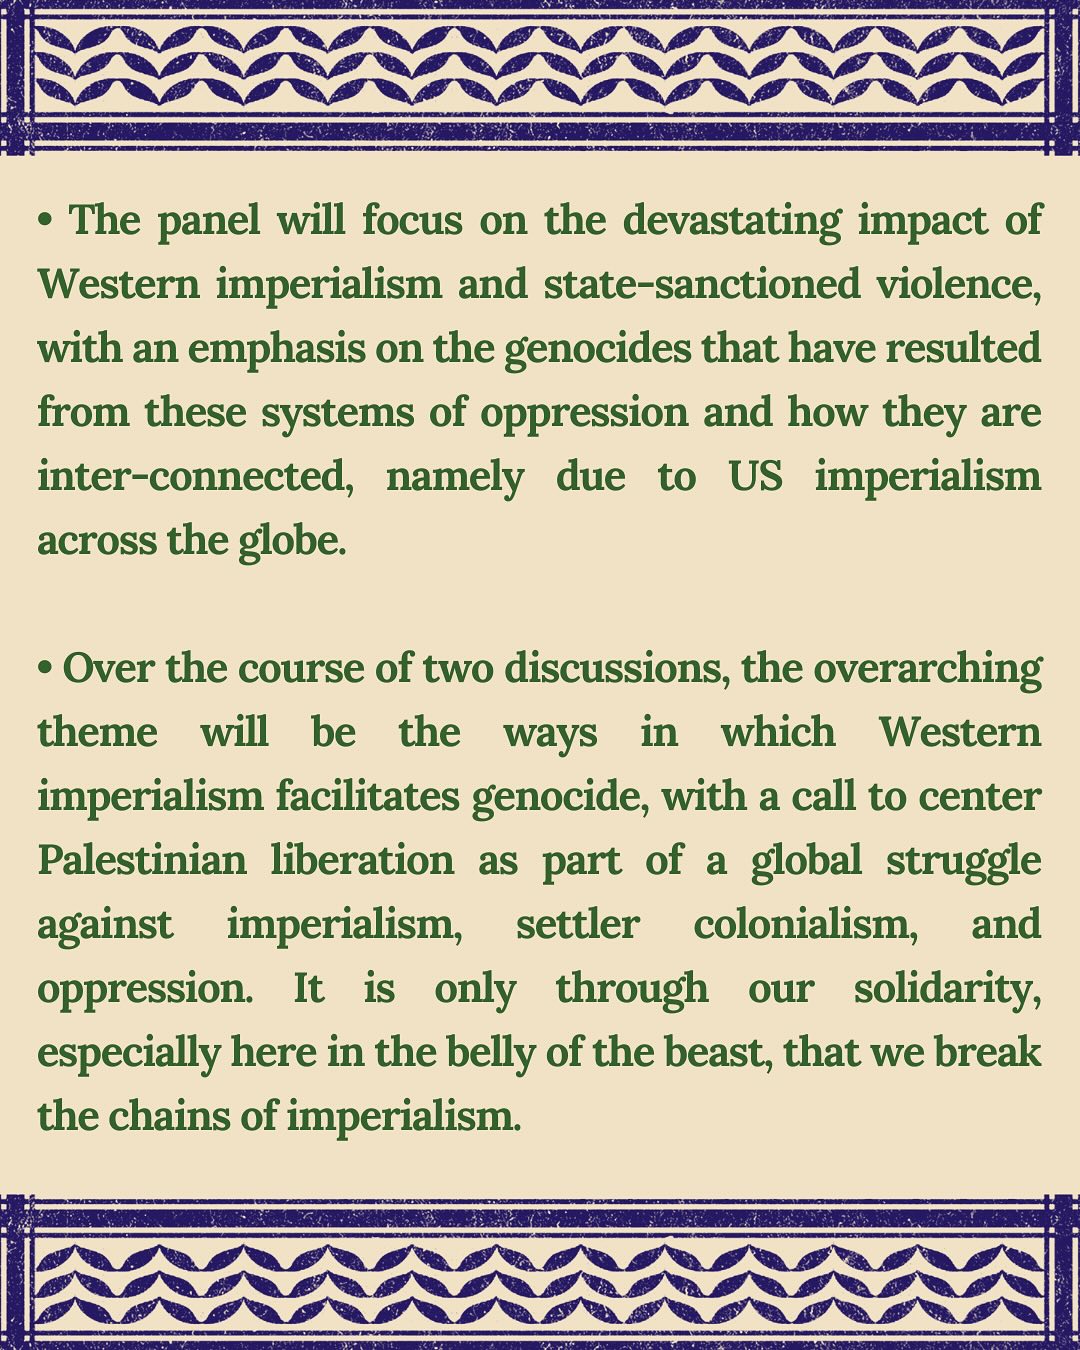 • The panel will focus on the devastating impact of
Western imperialism and state-sanctioned violence,
with an emphasis on the genocides that have resulted
from these systems of oppression and how they are
inter-connected, namely due to US imperialism
across the globe.
• Over the course of two discussions, the overarching
theme will be the ways in which Western
imperialism facilitates genocide, with a call to center
Palestinian liberation as part of a global struggle
against imperialism, settler colonialism, and
oppression. It is only through our solidarity,
especially here in the belly of the beast, that we break
the chains of imperialism.